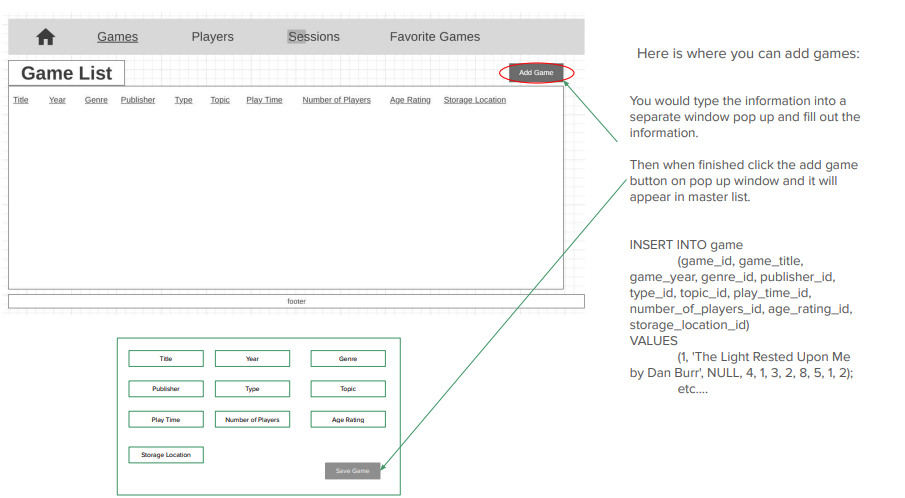 Games Players Sessions Favorite Games
Game List
Add Game
Title Year Genre Publisher Type Topic Play Time Number of Players Age Rating Storage Location
footer
Title Year Genre
Publisher Type Topic
Play Time Number of Players Age Rating
Storage Location
Save Game
Here is where you can add games:
You would type the information into a
separate window pop up and fill out the
information.
Then when finished click the add game
button on pop up window and it will
appear in master list.
INSERT INTO game
(game_id, game_title,
game_year, genre_id, publisher_id,
type_id, topic_id, play_time_id,
number_of_players_id, age_rating_id,
storage_location_id)
VALUES
(1, 'The Light Rested Upon Me
by Dan Burr', NULL, 4, 1, 3, 2, 8, 5, 1, 2);
etc....